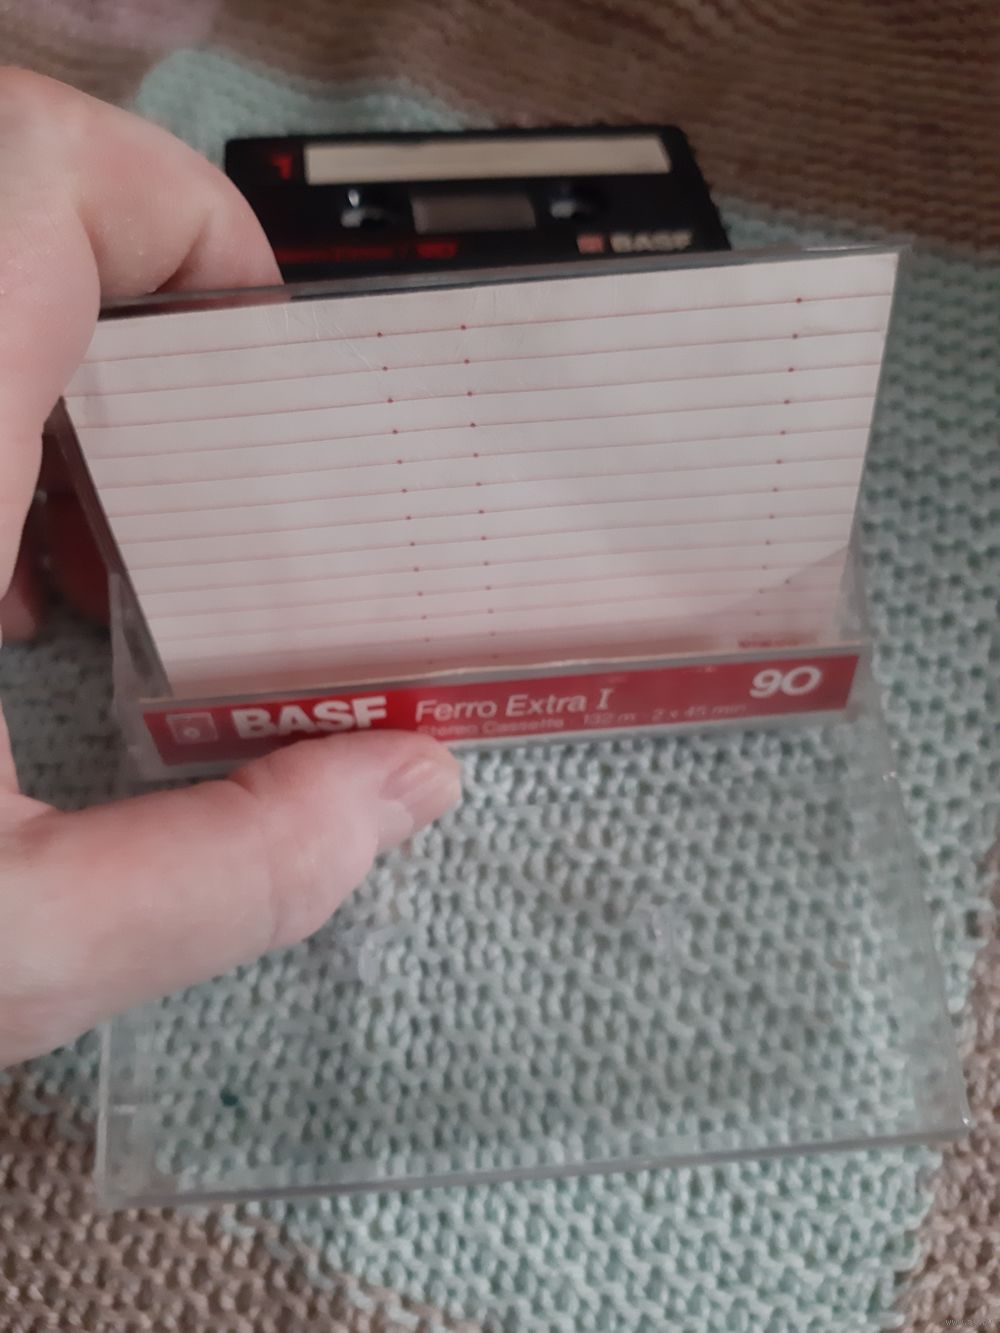 BASF
BASF Ferro Extra I 90
Stereo Cassette 132 m 2 x 45 min